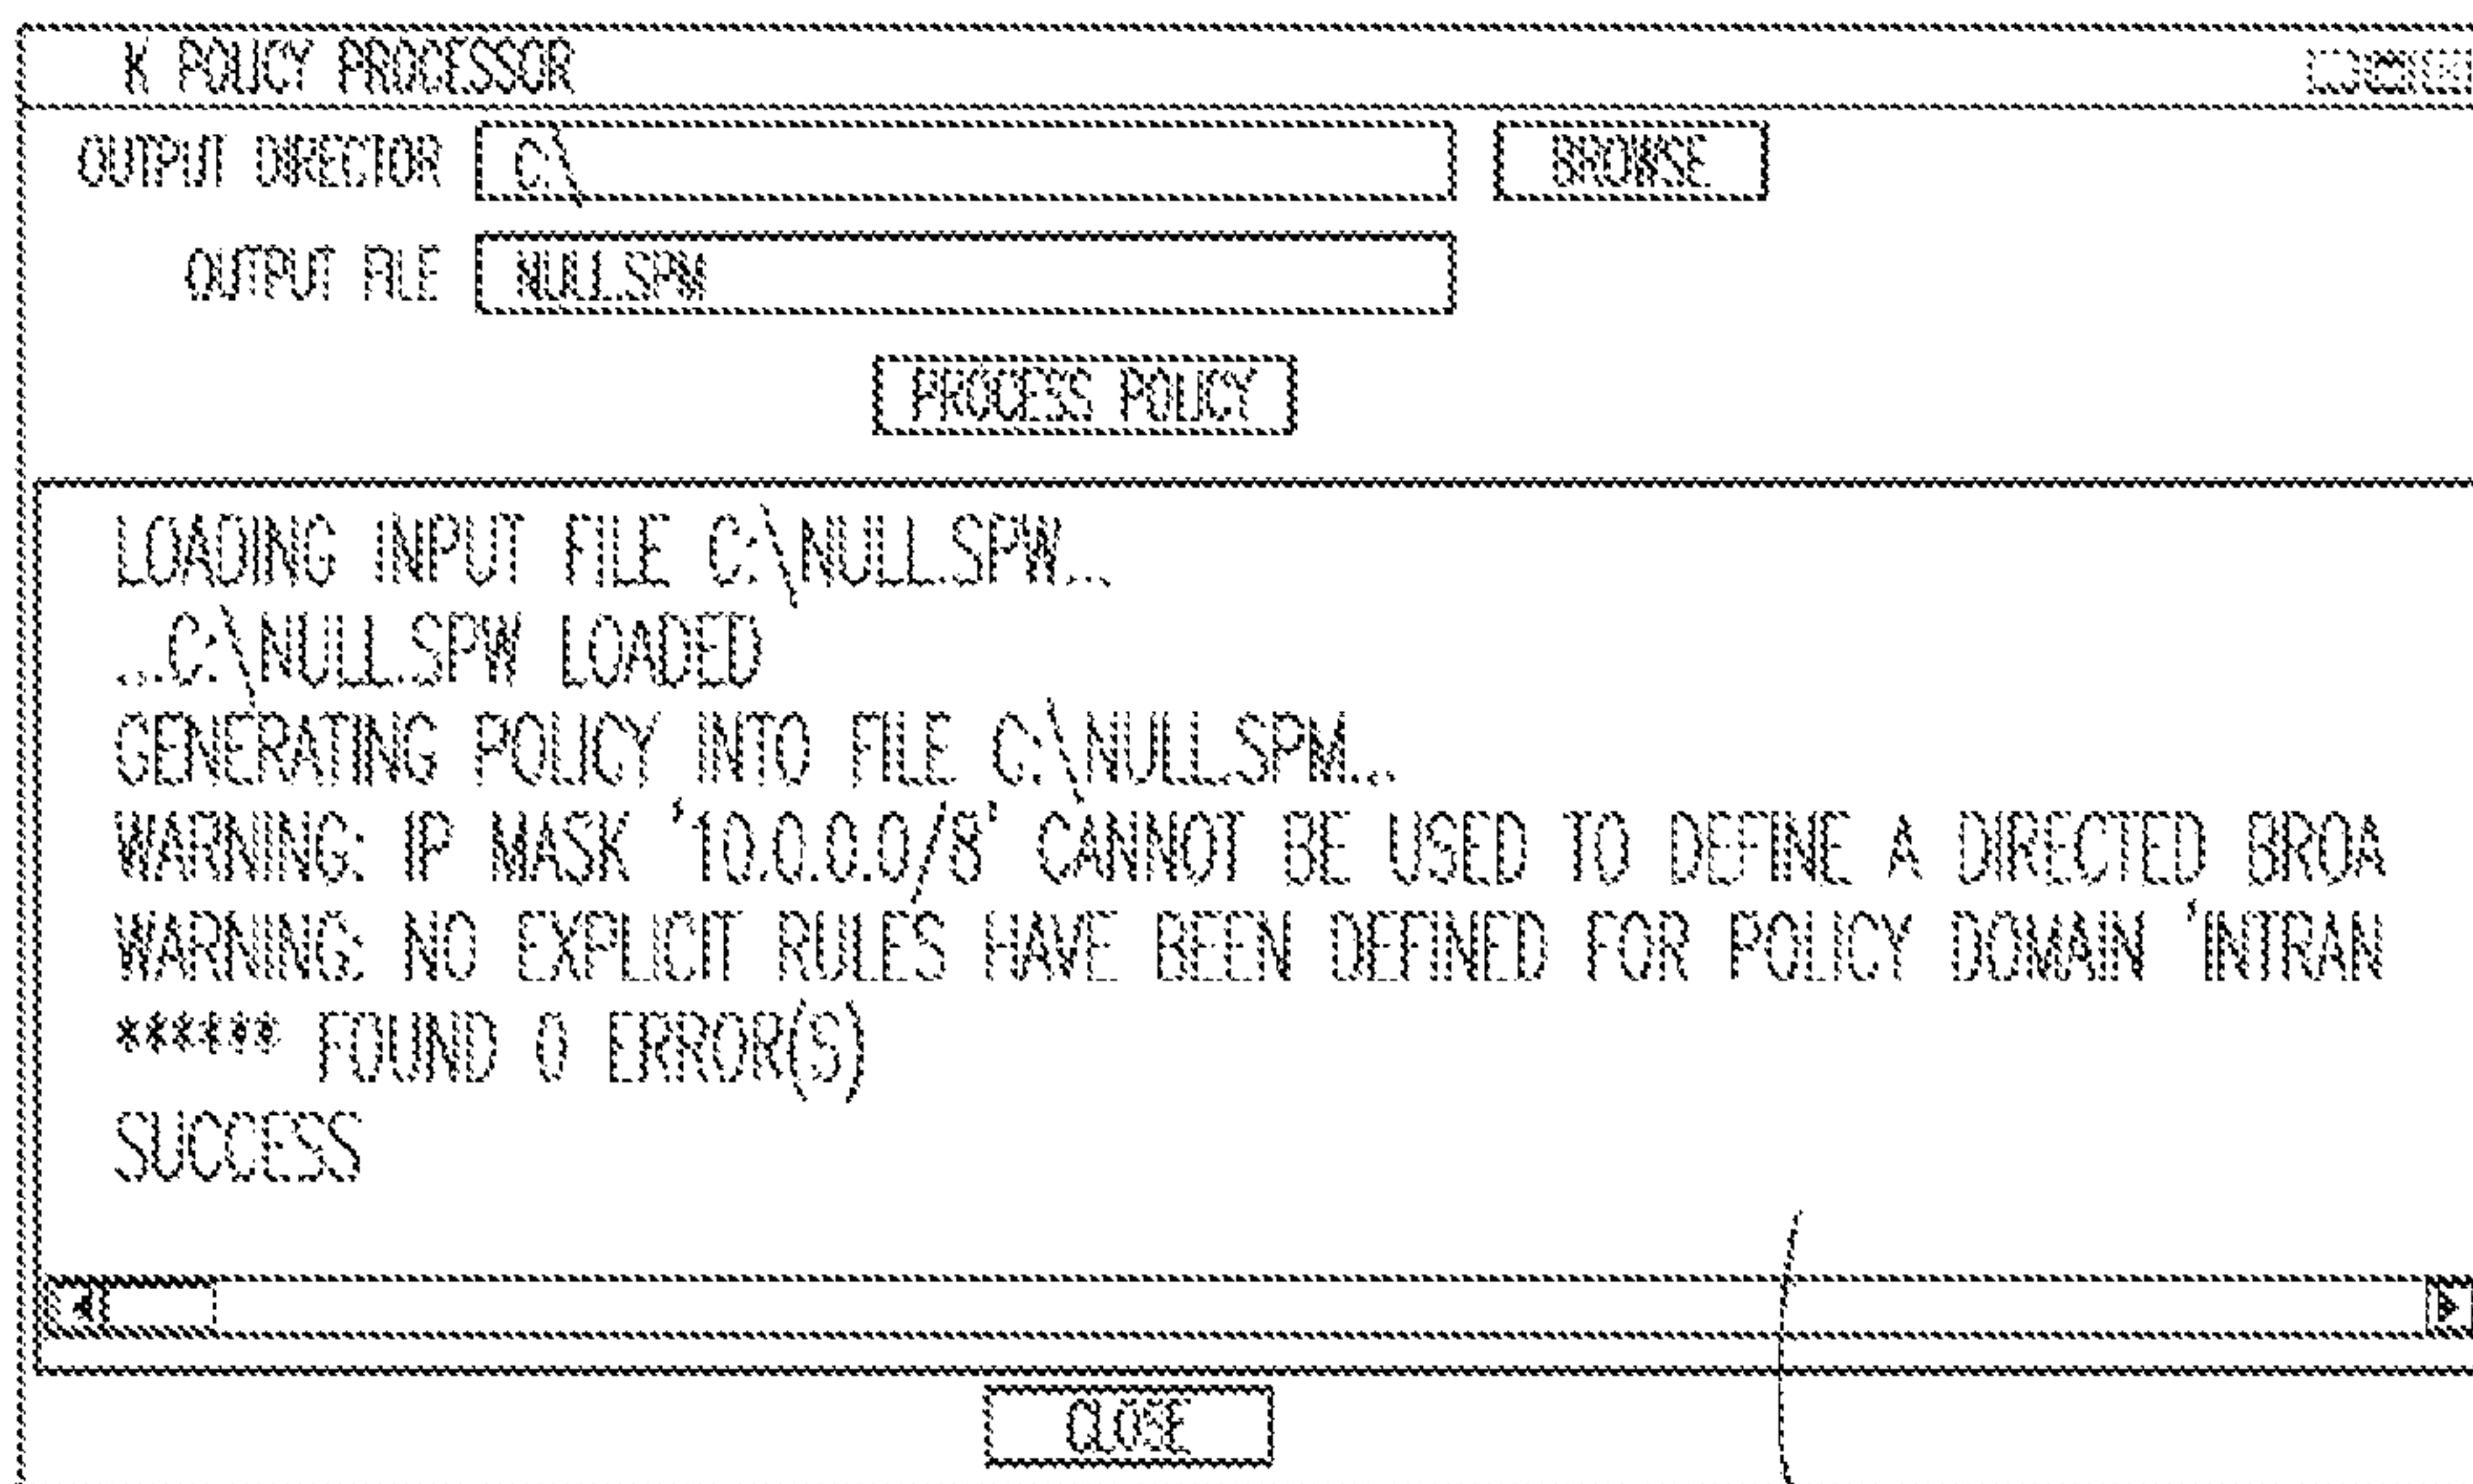 K POLICY PROCESSOR
OUTPUT DIRECTOR C:\ BROWSE
OUTPUT FILE NULL.SPM
PROCESS POLICY
LOADING INPUT FILE C:\NULL.SPW...
...C:\NULL.SPW LOADED
GENERATING POLICY INTO FILE C:\NULL.SPM...
WARNING: IP MASK '10.0.0.0/8' CANNOT BE USED TO DEFINE A DIRECTED BROA
WARNING: NO EXPLICIT RULES HAVE BEEN DEFINED FOR POLICY DOMAIN 'INTRAN
****** FOUND 0 ERROR(S)
SUCCESS
CLOSE